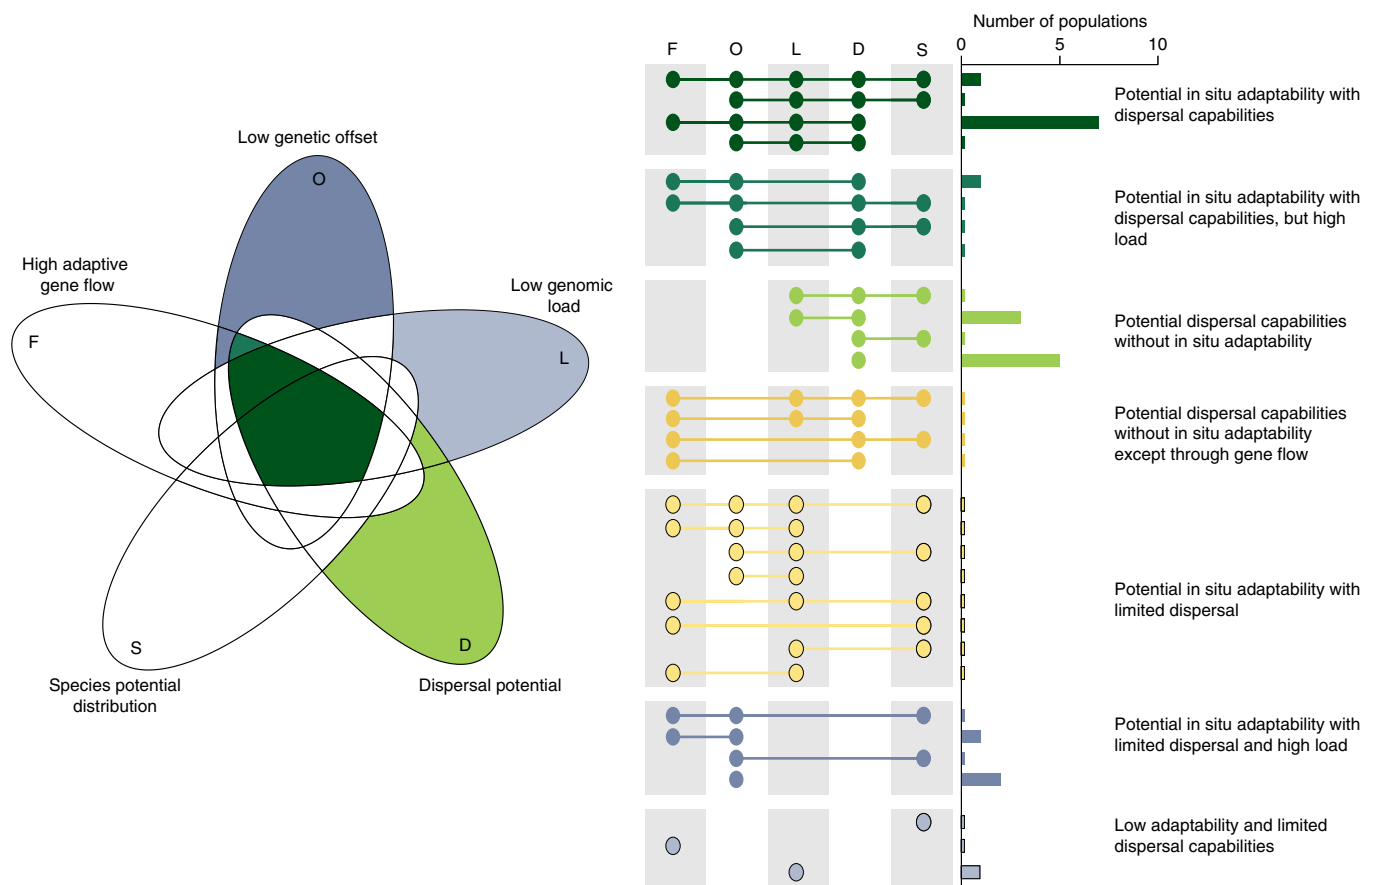 Low genetic offset
O
High adaptive
gene flow
F
Low genomic
load
L
S
Species potential
distribution
D
Dispersal potential
Number of populations
F O L D S 0 5 10
Potential in situ adaptability with
dispersal capabilities
Potential in situ adaptability with
dispersal capabilities, but high
load
Potential dispersal capabilities
without in situ adaptability
Potential dispersal capabilities
without in situ adaptability
except through gene flow
Potential in situ adaptability with
limited dispersal
Potential in situ adaptability with
limited dispersal and high load
Low adaptability and limited
dispersal capabilities